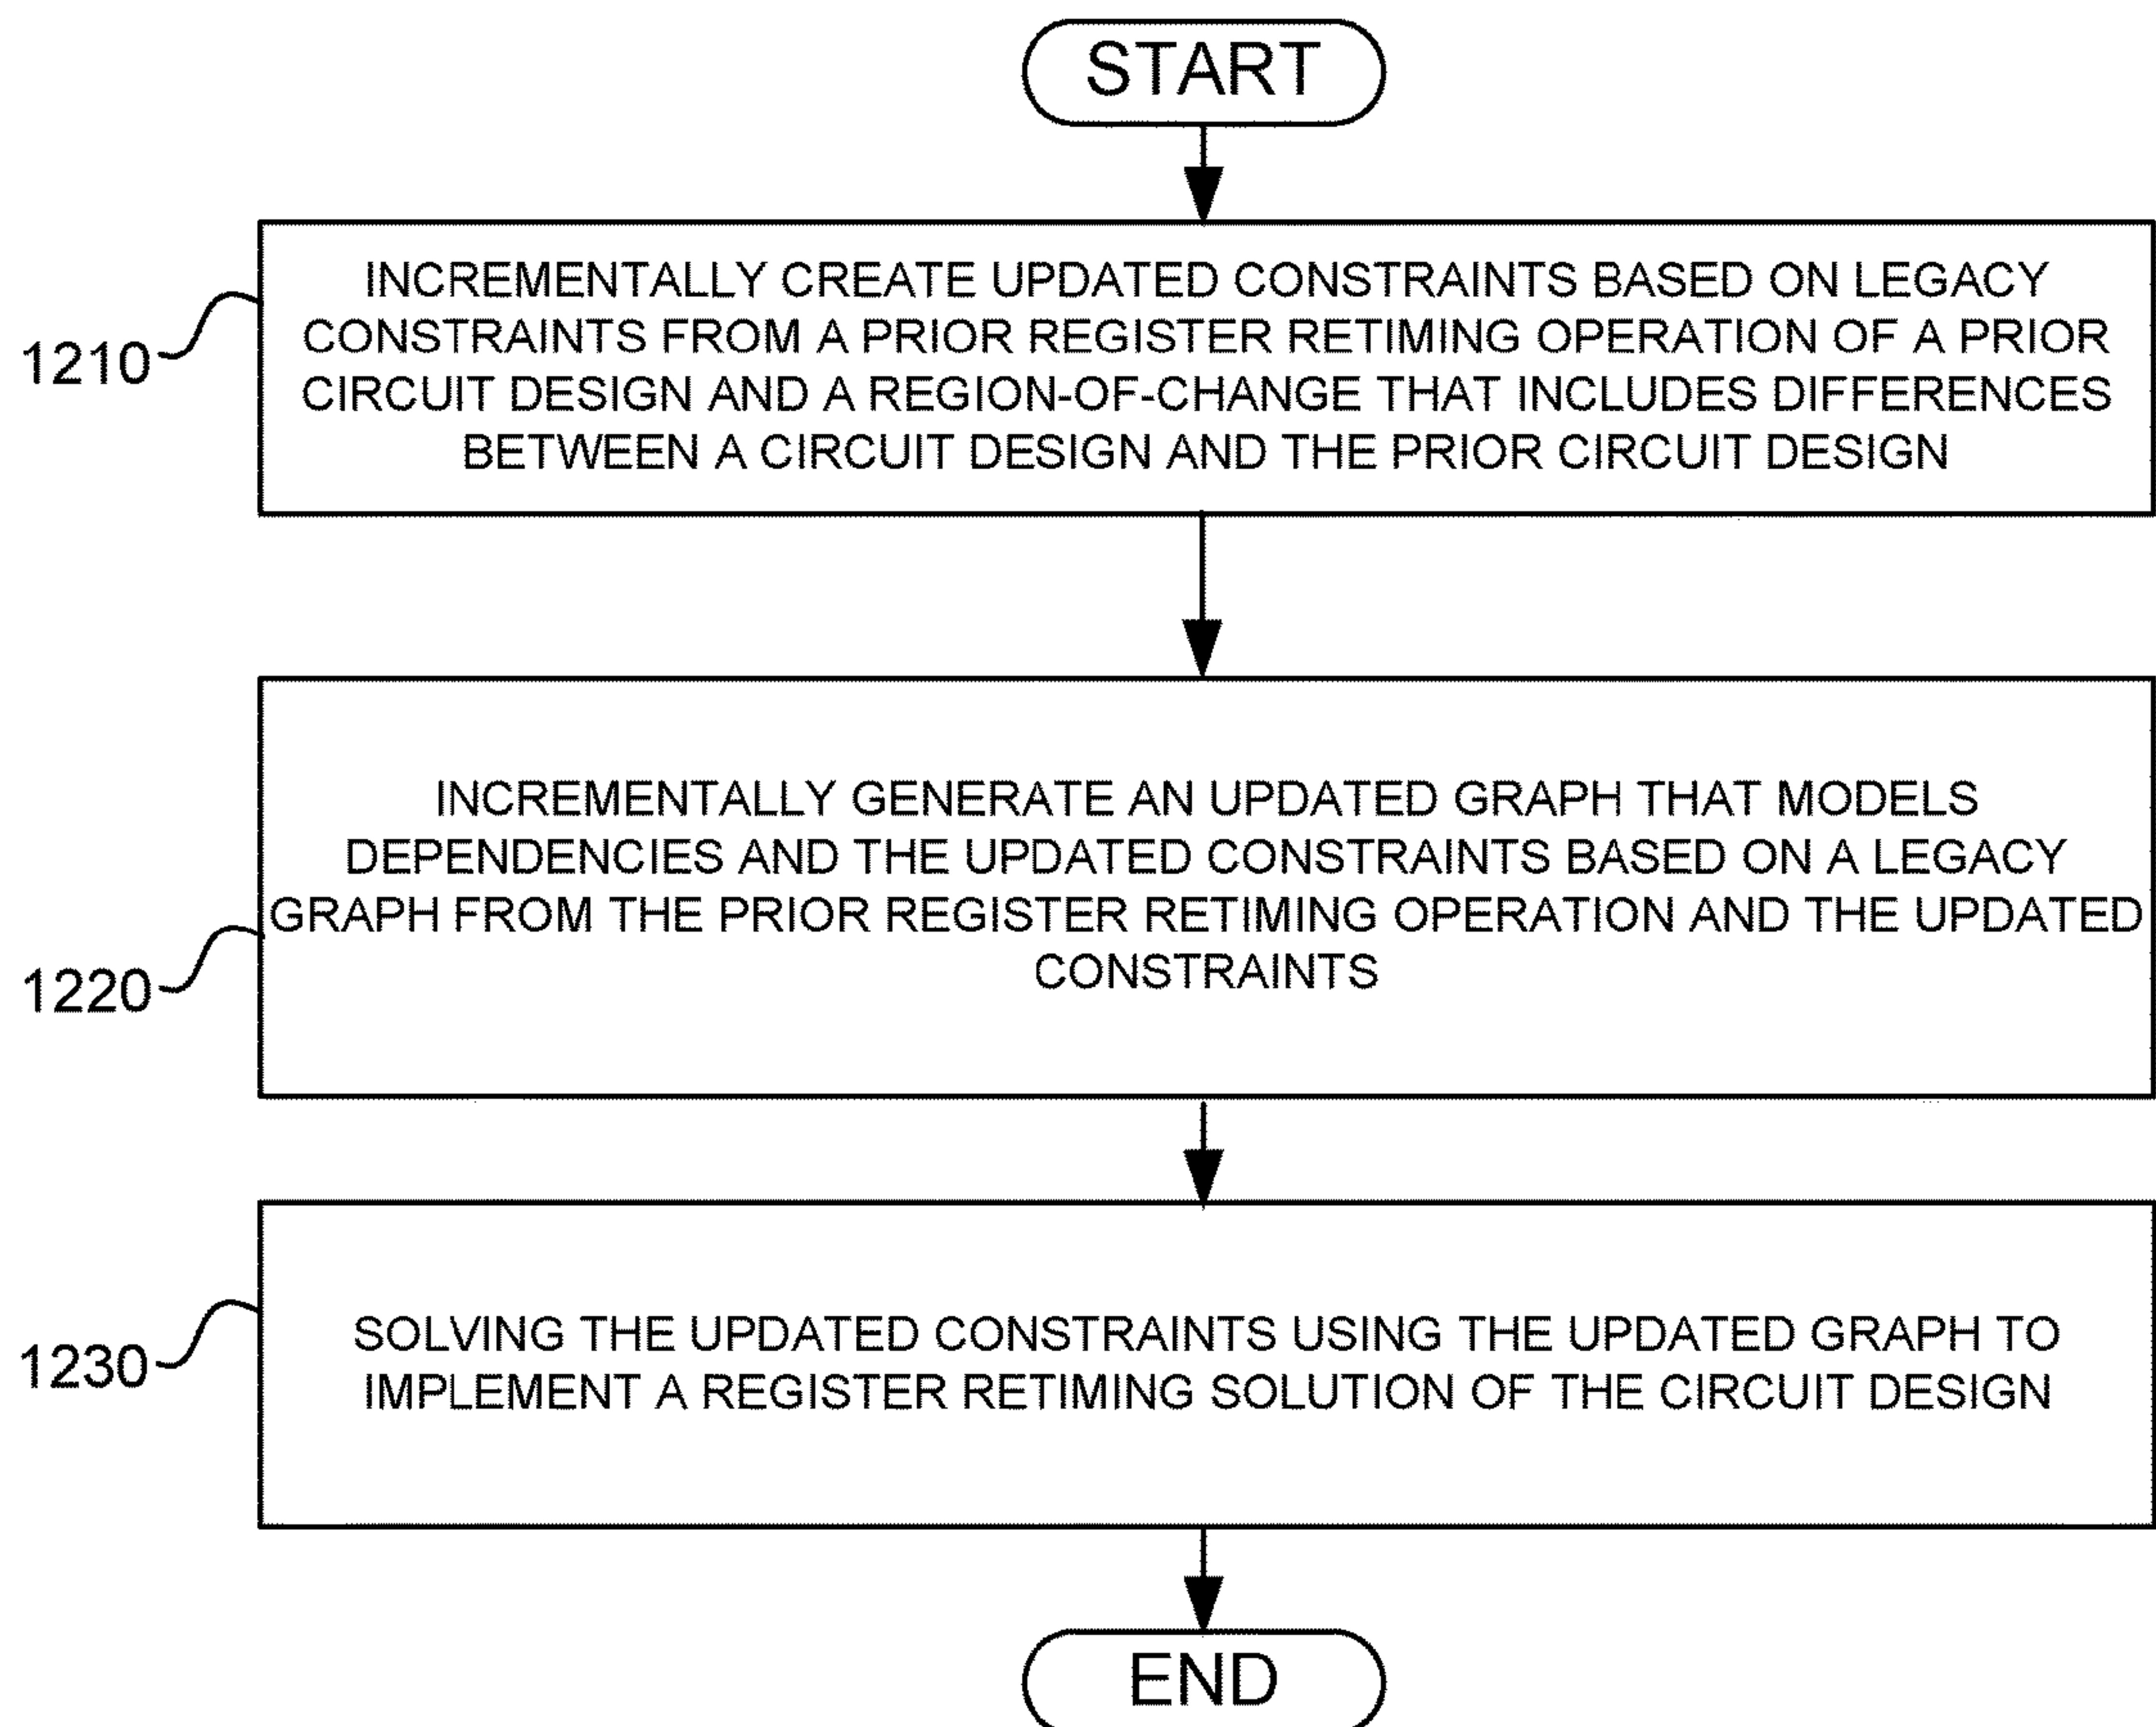 START
INCREMENTALLY CREATE UPDATED CONSTRAINTS BASED ON LEGACY
CONSTRAINTS FROM A PRIOR REGISTER RETIMING OPERATION OF A PRIOR
CIRCUIT DESIGN AND A REGION-OF-CHANGE THAT INCLUDES DIFFERENCES
BETWEEN A CIRCUIT DESIGN AND THE PRIOR CIRCUIT DESIGN
1210
INCREMENTALLY GENERATE AN UPDATED GRAPH THAT MODELS
DEPENDENCIES AND THE UPDATED CONSTRAINTS BASED ON A LEGACY
GRAPH FROM THE PRIOR REGISTER RETIMING OPERATION AND THE UPDATED
CONSTRAINTS
1220
SOLVING THE UPDATED CONSTRAINTS USING THE UPDATED GRAPH TO
IMPLEMENT A REGISTER RETIMING SOLUTION OF THE CIRCUIT DESIGN
1230
END